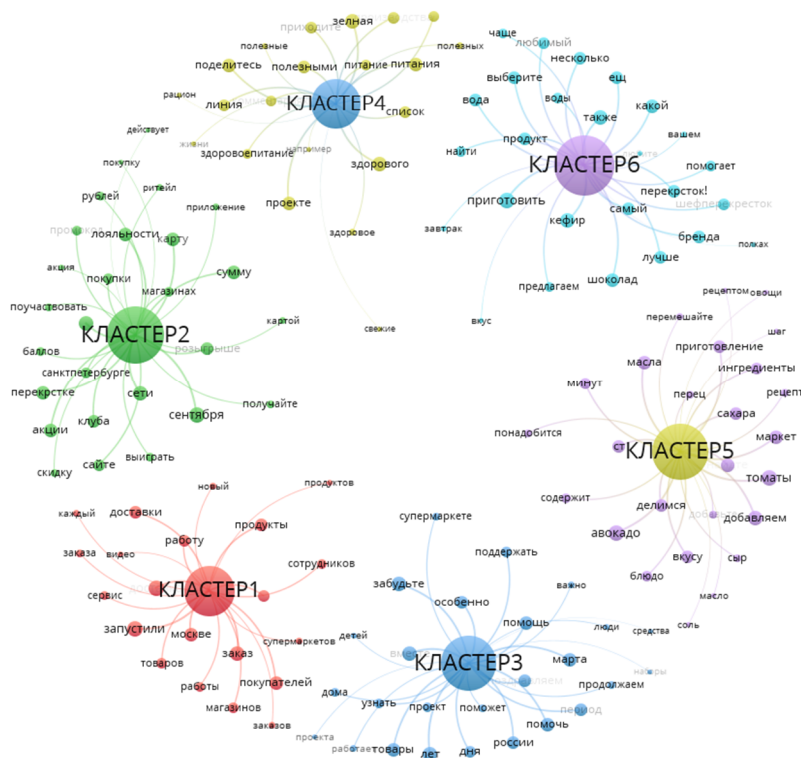 приходите
зелная
полезные
полезных
поделитесь
полезными
питание
питания
рацион
линия
КЛАСТЕР4
список
жизни
например
здоровоепитание
здорового
проекте
здоровое
свежие
чаще
любимый
несколько
выберите
ещ
вода
воды
какой
также
продукт
вашем
найти
КЛАСТЕР6
помогает
перекрсток!
приготовить
самый
шефперекресток
кефир
завтрак
бренда
полках
лучше
предлагаем
шоколад
вкус
действует
покупку
ритейл
рублей
приложение
лояльности
карту
акция
покупки
сумму
магазинах
поучаствовать
КЛАСТЕР2
картой
баллов
розыгрыше
санктпетербурге
перекрстке
сети
сентября
получайте
акции
клуба
скидку
сайте
выиграть
рецептом
овощи
перемешайте
шаг
приготовление
масла
ингредиенты
минут
перец
рецепт
сахара
понадобится
маркет
КЛАСТЕР5
томаты
содержит
делимся
добавляем
авокадо
вкусу
сыр
блюдо
масло
соль
новый
продуктов
каждый
доставки
продукты
работу
заказа
видео
сотрудников
сервис
КЛАСТЕР1
запустили
москве
супермаркетов
товаров
заказ
работы
покупателей
магазинов
заказов
супермаркете
поддержать
забудьте
важно
особенно
помощь
люди
средства
детей
КЛАСТЕР3
марта
наборы
дома
продолжаем
узнать
проект
поможет
период
проекта
помочь
работает
товары
лет
дня
россии